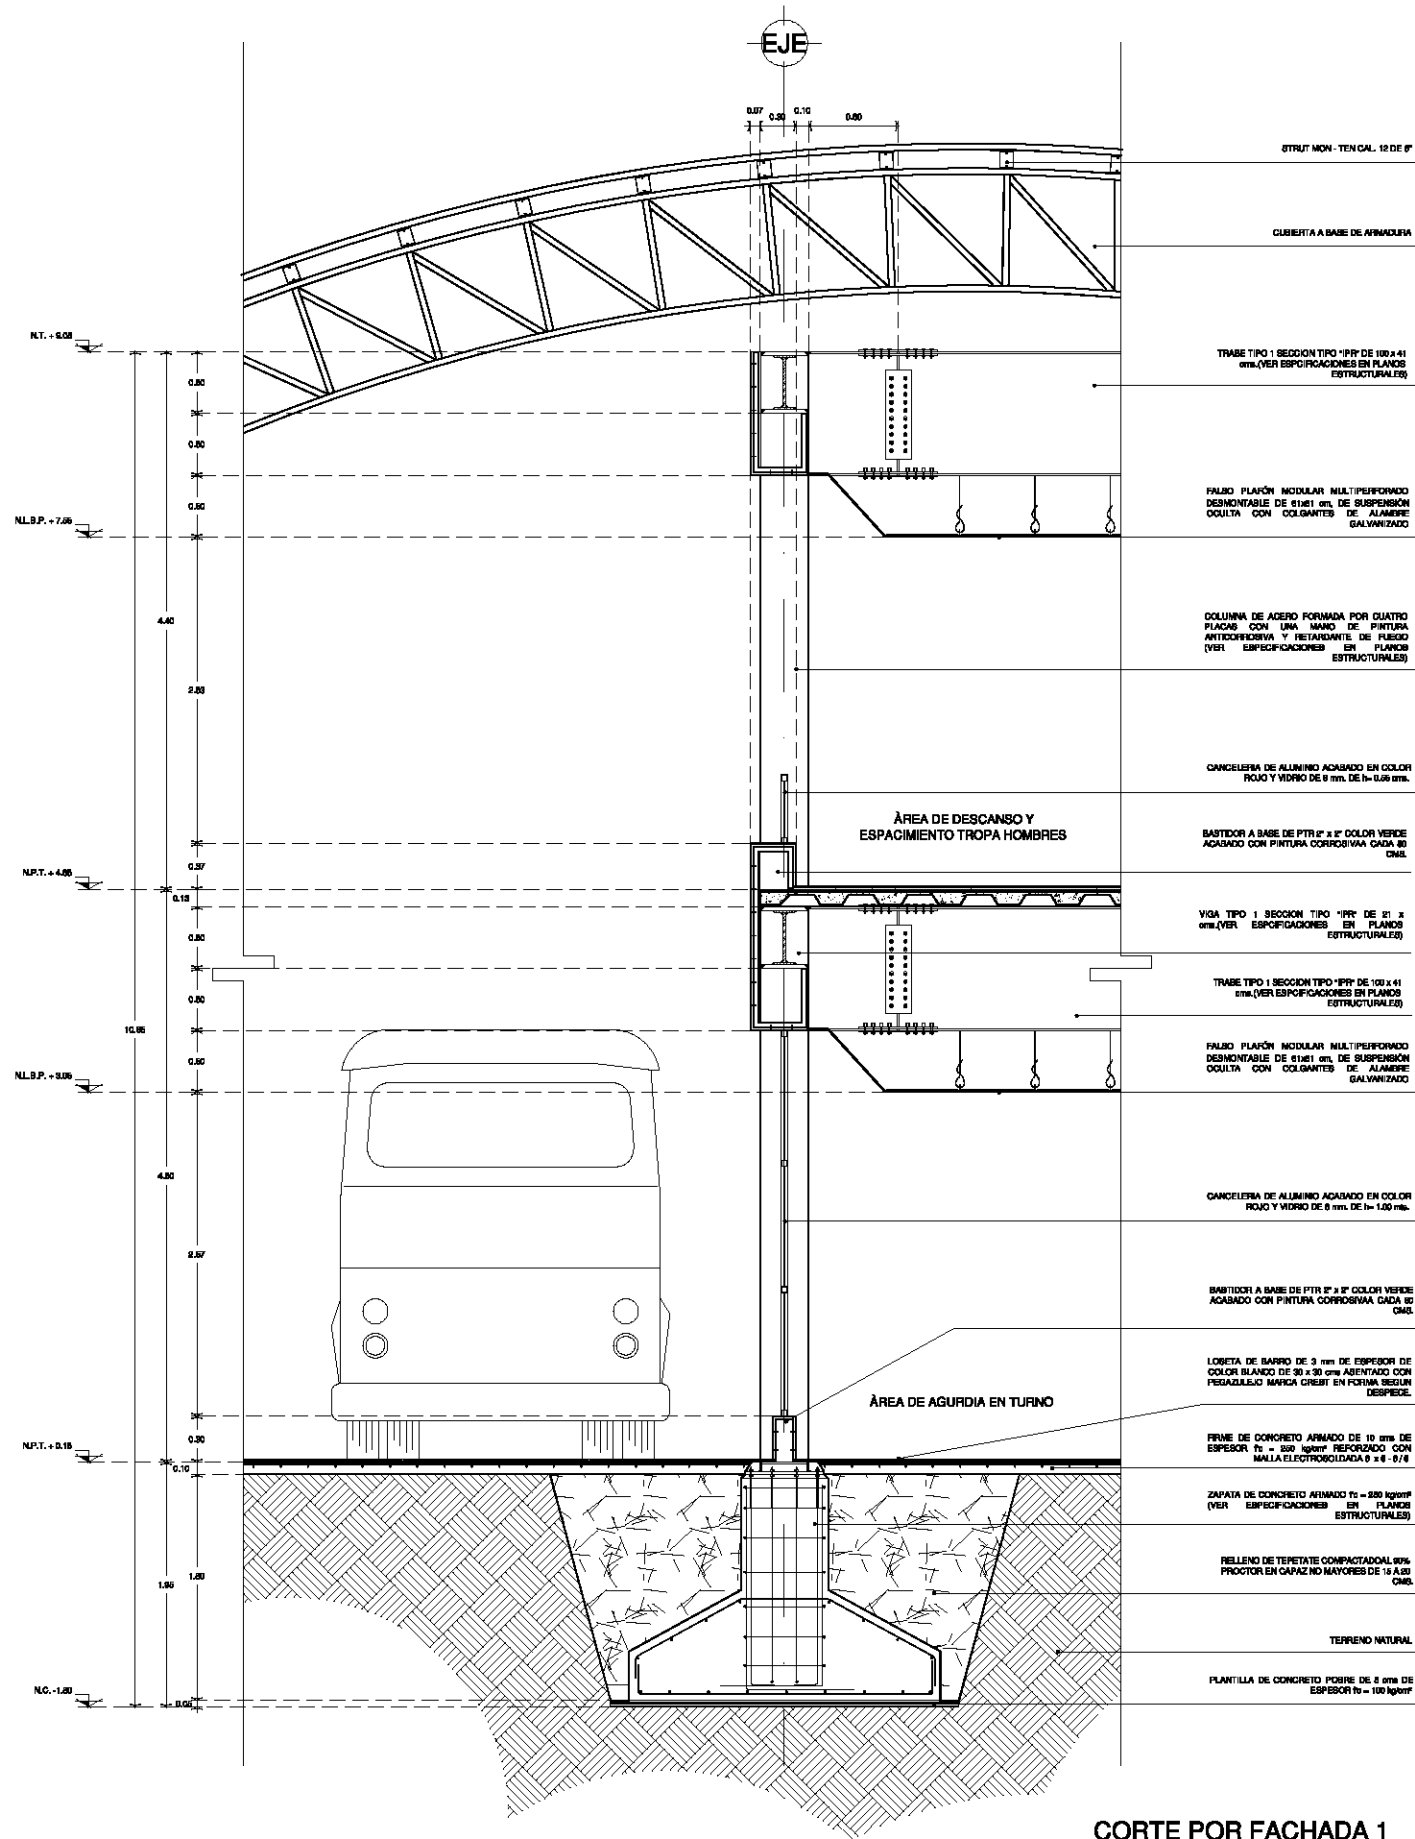 EJE
0.07
0.30
0.10
0.60
STRUT MON - TEN CAL. 12 DE 6"
CUBIERTA A BASE DE ARMADURA
N.T. + 9.05
TRABE TIPO 1 SECCION TIPO "IPR" DE 100 x 41
cms.(VER ESPCIFICACIONES EN PLANOS
ESTRUCTURALES)
0.50
0.50
0.50
FALSO PLAFÓN MODULAR MULTIPERFORADO
DESMONTABLE DE 61x61 cm, DE SUSPENSIÓN
OCULTA CON COLGANTES DE ALAMBRE
GALVANIZADO
N.L.B.P. + 7.55
4.40
COLUMNA DE ACERO FORMADA POR CUATRO
PLACAS CON UNA MANO DE PINTURA
ANTICORROSIVA Y RETARDANTE DE FUEGO
(VER ESPECIFICACIONES EN PLANOS
ESTRUCTURALES)
2.53
CANCELERIA DE ALUMINIO ACABADO EN COLOR
ROJO Y VIDRIO DE 6 mm. DE h= 0.55 cms.
ÀREA DE DESCANSO Y
ESPACIMIENTO TROPA HOMBRES
BASTIDOR A BASE DE PTR 2" x 2" COLOR VERDE
ACABADO CON PINTURA CORROSIVAA CADA 60
CMS.
0.37
N.P.T. + 4.65
0.13
VIGA TIPO 1 SECCION TIPO "IPR" DE 21 x
cms.(VER ESPCIFICACIONES EN PLANOS
ESTRUCTURALES)
0.50
0.50
TRABE TIPO 1 SECCION TIPO "IPR" DE 100 x 41
cms.(VER ESPCIFICACIONES EN PLANOS
ESTRUCTURALES)
10.85
FALSO PLAFÓN MODULAR MULTIPERFORADO
DESMONTABLE DE 61x61 cm, DE SUSPENSIÓN
OCULTA CON COLGANTES DE ALAMBRE
GALVANIZADO
0.50
N.L.B.P. + 3.05
4.50
CANCELERIA DE ALUMINIO ACABADO EN COLOR
ROJO Y VIDRIO DE 6 mm. DE h= 1.00 mts.
2.57
BASTIDOR A BASE DE PTR 2" x 2" COLOR VERDE
ACABADO CON PINTURA CORROSIVAA CADA 60
CMS.
LOSETA DE BARRO DE 3 mm DE ESPESOR DE
COLOR BLANCO DE 30 x 30 cms ASENTADO CON
PEGAZULEJO MARCA CREST EN FORMA SEGUN
DESPIECE.
ÀREA DE AGURDIA EN TURNO
0.30
N.P.T. + 0.15
0.10
FIRME DE CONCRETO ARMADO DE 10 cms DE
ESPESOR f'c = 250 kg/cm² REFORZADO CON
MALLA ELECTROSOLDADA 6 x 6 - 6 / 6
ZAPATA DE CONCRETO ARMADO f'c = 250 kg/cm²
(VER ESPECIFICACIONES EN PLANOS
ESTRUCTURALES)
RELLENO DE TEPETATE COMPACTADOAL 90%
PROCTOR EN CAPAZ NO MAYORES DE 15 A 20
CMS.
1.95
1.80
TERRENO NATURAL
PLANTILLA DE CONCRETO POBRE DE 5 cms DE
ESPESOR f'c = 100 kg/cm²
N.C. -1.80
0.05
CORTE POR FACHADA 1